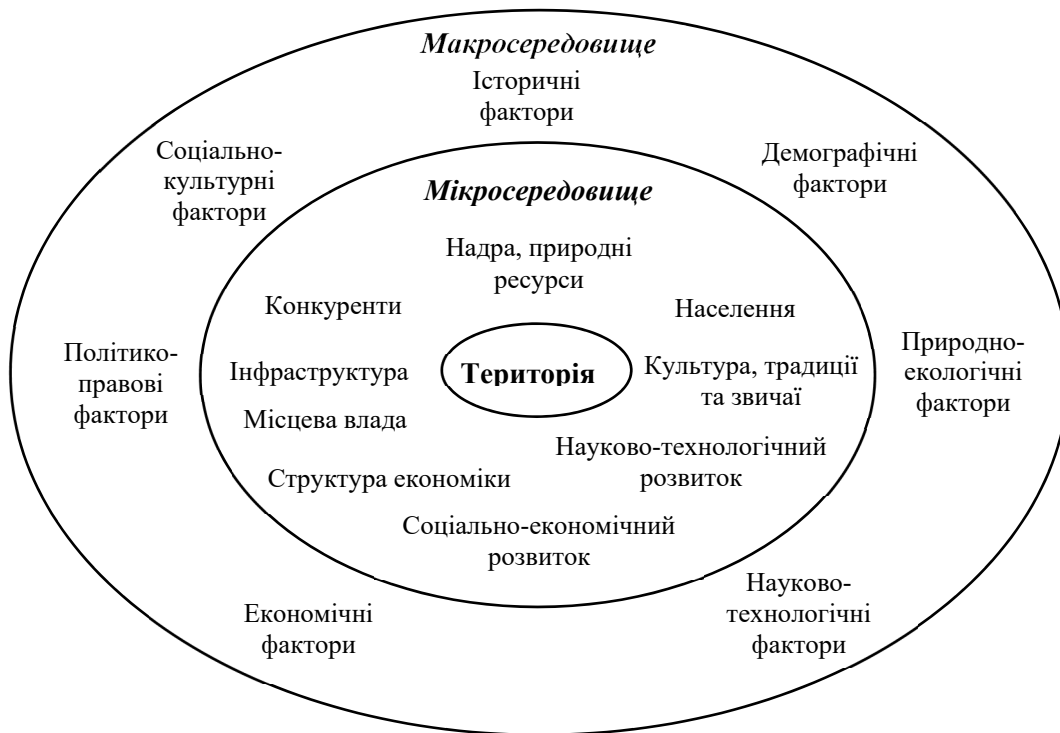 Макросередовище
Історичні
фактори
Соціально-
культурні
фактори
Демографічні
фактори
Мікросередовище
Надра, природні
ресурси
Конкуренти
Населення
Політико-
правові
фактори
Інфраструктура
Територія
Культура, традиції
та звичаї
Природно-
екологічні
фактори
Місцева влада
Науково-технологічний
розвиток
Структура економіки
Соціально-економічний
розвиток
Економічні
фактори
Науково-
технологічні
фактори